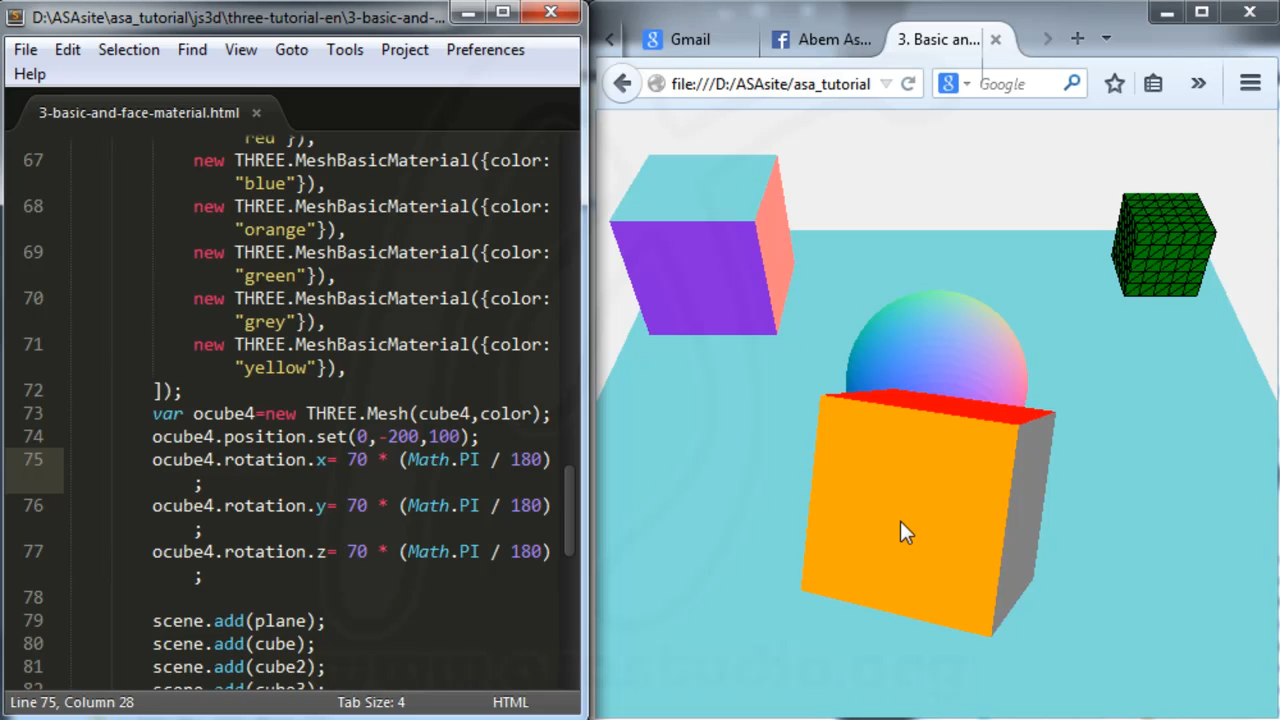 D:\ASAsite\asa_tutorial\js3d\three-tutorial-en\3-basic-and-...
File Edit Selection Find View Goto Tools Project Preferences
Help
3-basic-and-face-material.html ×
red"}),
67 new THREE.MeshBasicMaterial({color:
"blue"}),
68 new THREE.MeshBasicMaterial({color:
"orange"}),
69 new THREE.MeshBasicMaterial({color:
"green"}),
70 new THREE.MeshBasicMaterial({color:
"grey"}),
71 new THREE.MeshBasicMaterial({color:
"yellow"}),
72 ]);
73 var ocube4=new THREE.Mesh(cube4,color);
74 ocube4.position.set(0,-200,100);
75 ocube4.rotation.x= 70 * (Math.PI / 180)
;
76 ocube4.rotation.y= 70 * (Math.PI / 180)
;
77 ocube4.rotation.z= 70 * (Math.PI / 180)
;
78
79 scene.add(plane);
80 scene.add(cube);
81 scene.add(cube2);
82 scene.add(cube3);
Line 75, Column 28 Tab Size: 4 HTML
Gmail Abem As... 3. Basic an... ×
file:///D:/ASAsite/asa_tutorial Google